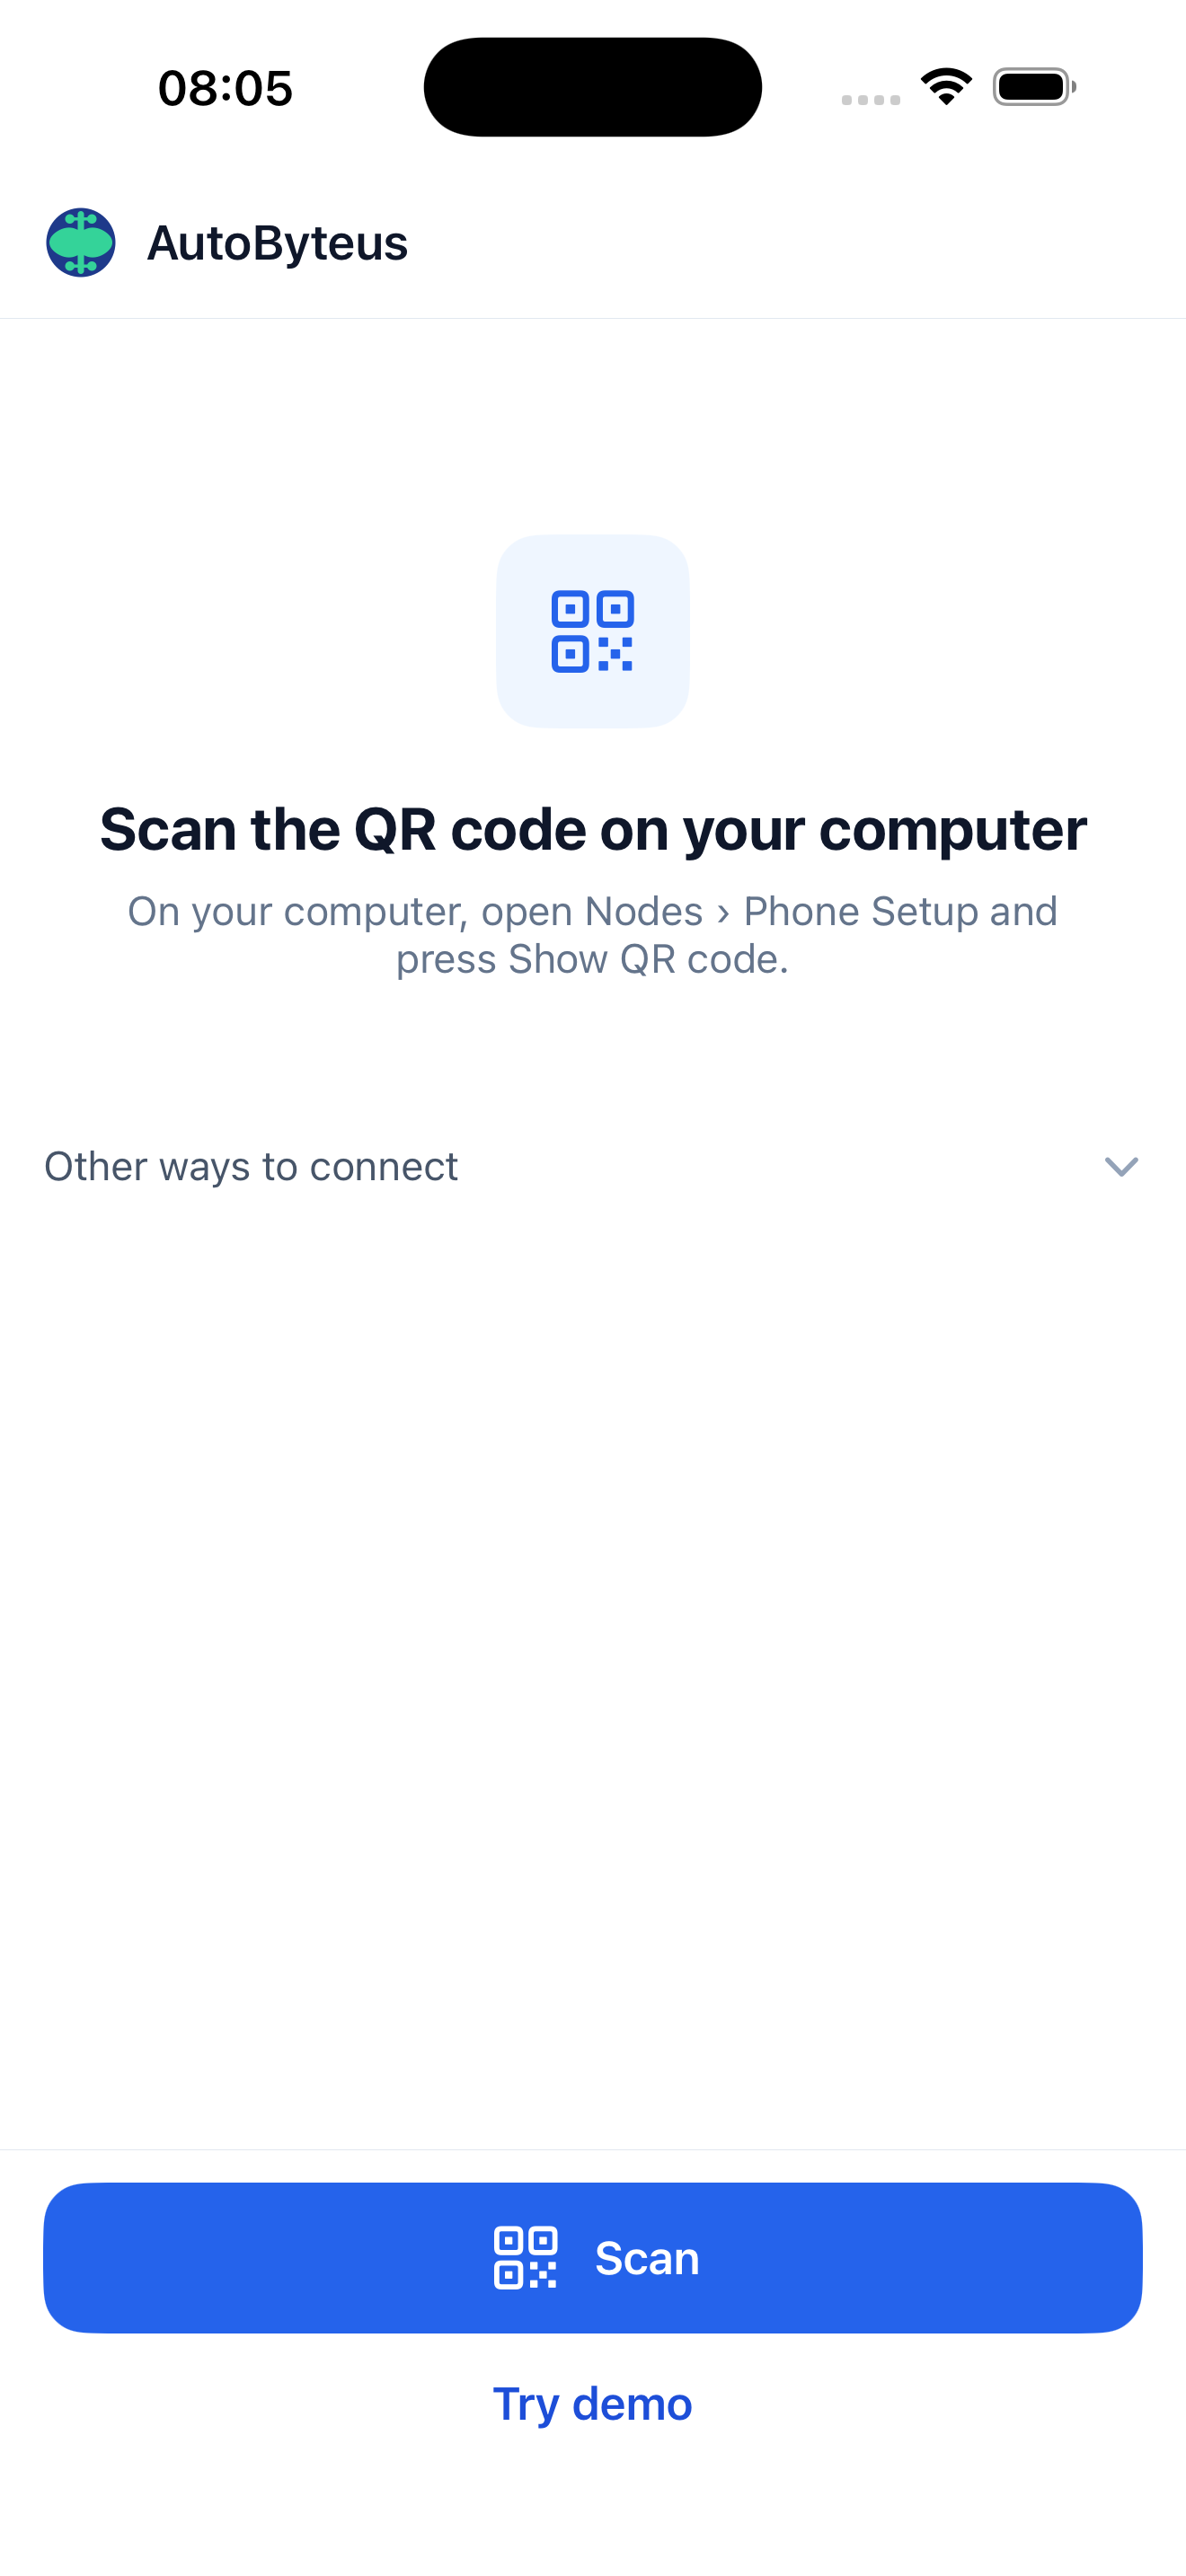 08:05
AutoByteus
Scan the QR code on your computer
On your computer, open Nodes › Phone Setup and
press Show QR code.
Other ways to connect
Scan
Try demo